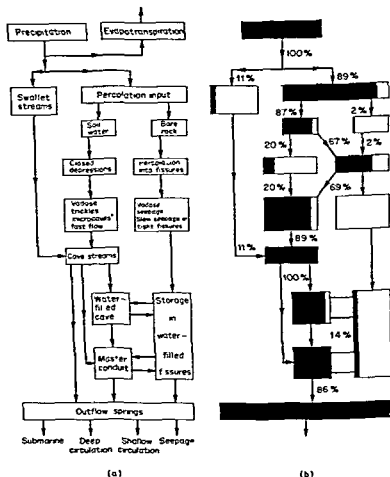 Precipitation
Evapotranspiration
Swallet
streams
Percolation input
Soil
water
Bare
rock
Closed
depressions
Percolation
into fissures
Vadose
trickles
fast flow
Vadose
seepage
Slow seepage in
tight fissures
Cave streams
Water-
filled
cave
Storage
in
water-
filled
fissures
Master
conduit
Outflow springs
Submarine
Deep
circulation
Shallow
circulation
Seepage
(a)
100%
11%
89%
87%
2%
20%
67%
2%
20%
69%
89%
11%
100%
14%
86%
(b)